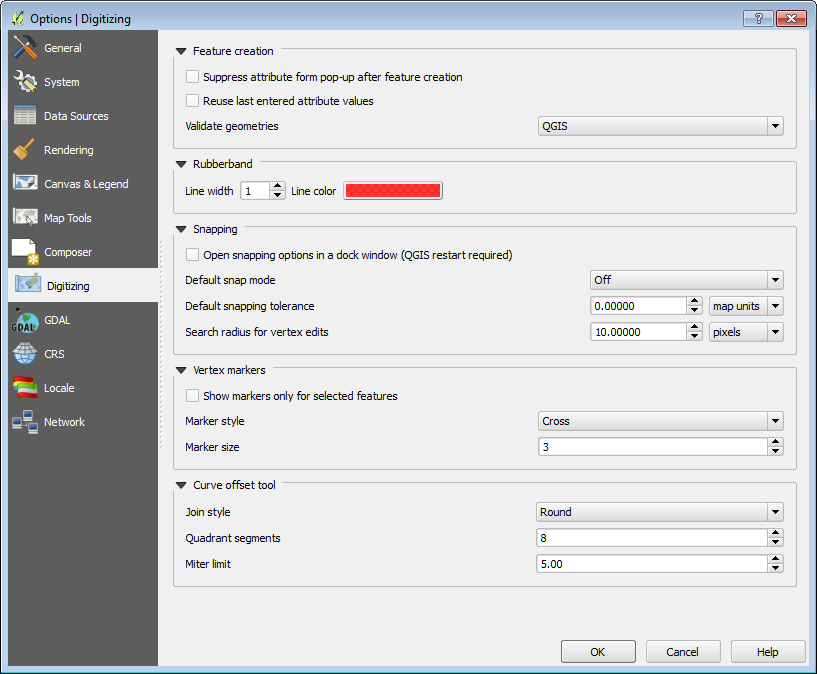 Options | Digitizing
?
General
System
Data Sources
Rendering
Canvas & Legend
Map Tools
Composer
Digitizing
GDAL
GDAL
CRS
Locale
Network
Feature creation
Suppress attribute form pop-up after feature creation
Reuse last entered attribute values
Validate geometries QGIS
Rubberband
Line width 1 Line color
Snapping
Open snapping options in a dock window (QGIS restart required)
Default snap mode Off
Default snapping tolerance 0.00000 map units
Search radius for vertex edits 10.00000 pixels
Vertex markers
Show markers only for selected features
Marker style Cross
Marker size 3
Curve offset tool
Join style Round
Quadrant segments 8
Miter limit 5.00
OK Cancel Help